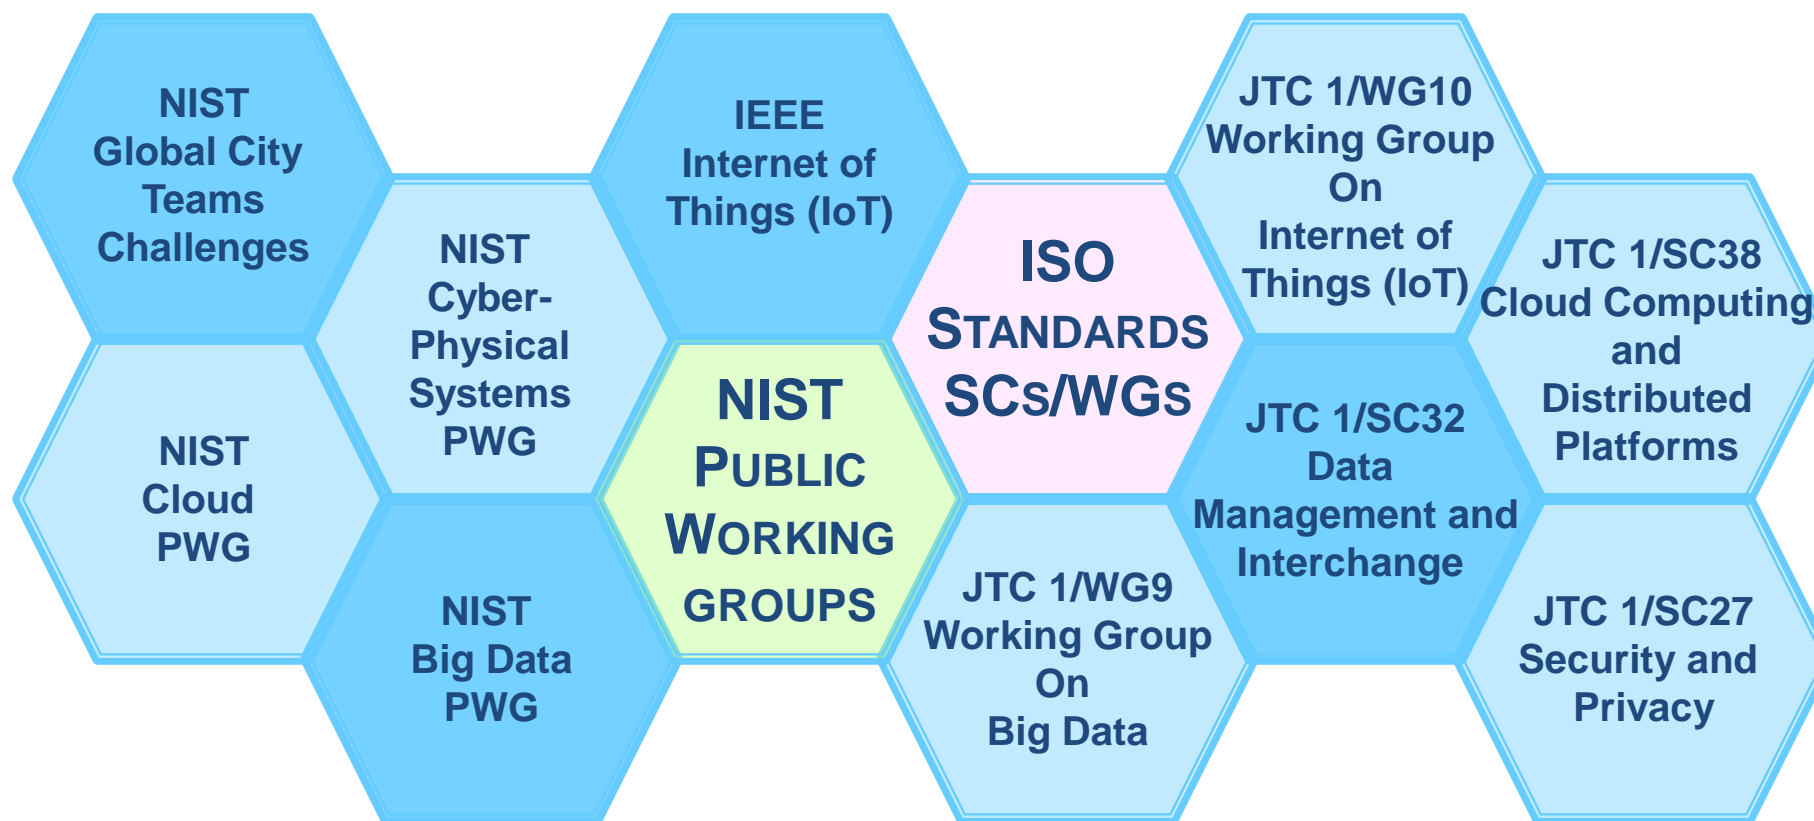 NIST
Global City
Teams
Challenges
NIST
Cloud
PWG
NIST
Cyber-
Physical
Systems
PWG
NIST
Big Data
PWG
IEEE
Internet of
Things (IoT)
NIST
PUBLIC
WORKING
GROUPS
ISO
STANDARDS
SCS/WGS
JTC 1/WG9
Working Group
On
Big Data
JTC 1/WG10
Working Group
On
Internet of
Things (IoT)
JTC 1/SC32
Data
Management and
Interchange
JTC 1/SC38
Cloud Computing
and
Distributed
Platforms
JTC 1/SC27
Security and
Privacy